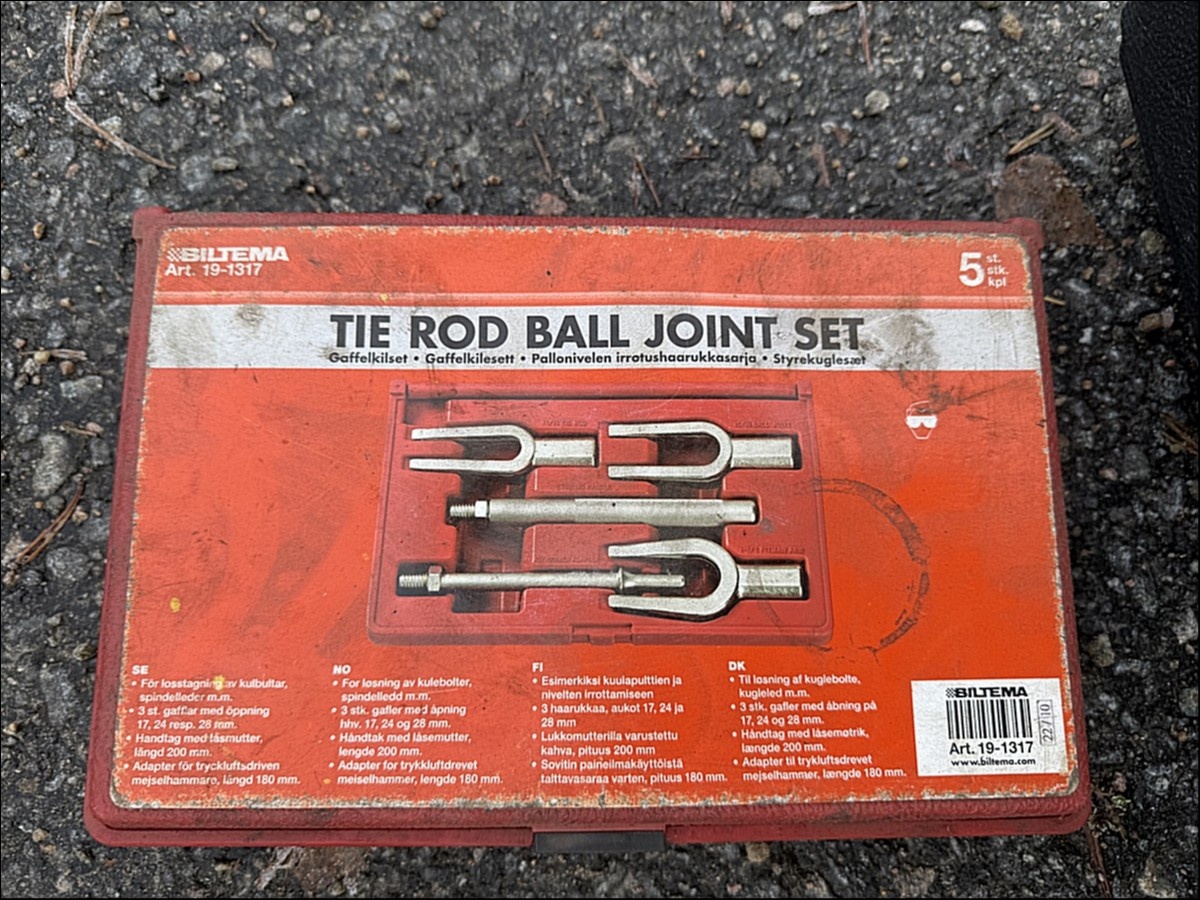 BILTEMA
Art. 19-1317
5 st.
stk.
kpl
TIE ROD BALL JOINT SET
Gaffelkilset • Gaffelkilesett • Pallonivelen irrotushaarukkasarja • Styrekuglesæt
SE
• För losstagning av kulbultar,
spindelleder m.m.
• 3 st. gafflar med öppning
17, 24 resp. 28 mm.
• Handtag med låsmutter,
längd 200 mm.
• Adapter för tryckluftsdriven
mejselhammare, längd 180 mm.
NO
• For løsning av kulebolter,
spindelledd m.m.
• 3 stk. gafler med åpning
hhv. 17, 24 og 28 mm.
• Håndtak med låsemutter,
lengde 200 mm.
• Adapter for trykkluftsdrevet
meiselhammer, lengde 180 mm.
FI
• Esimerkiksi kuulapulttien ja
nivelten irrottamiseen
• 3 haarukkaa, aukot 17, 24 ja
28 mm
• Lukkomutterilla varustettu
kahva, pituus 200 mm
• Sovitin paineilmakäyttöistä
talttavasaraa varten, pituus 180 mm.
DK
• Til løsning af kuglebolte,
kugleled m.m.
• 3 stk. gafler med åbning på
17, 24 og 28 mm.
• Håndtag med låsemøtrik,
længde 200 mm.
• Adapter til trykluftsdrevet
mejselhammer, længde 180 mm.
BILTEMA
Art. 19-1317
www.biltema.com
22/10